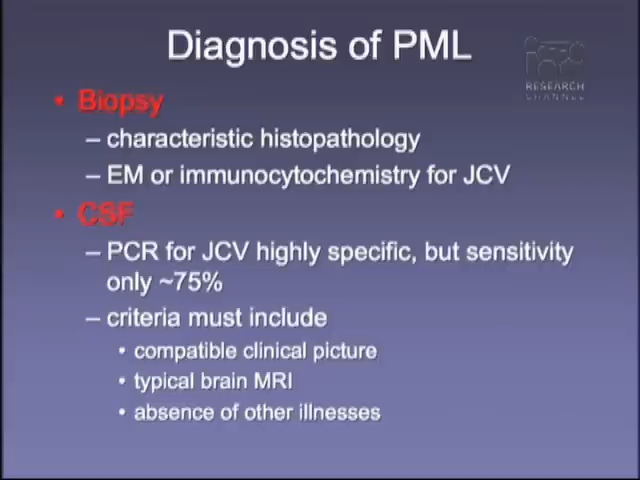 Diagnosis of PML
RESEARCH
CHANNEL
• Biopsy
– characteristic histopathology
– EM or immunocytochemistry for JCV
• CSF
– PCR for JCV highly specific, but sensitivity
only ~75%
– criteria must include
• compatible clinical picture
• typical brain MRI
• absence of other illnesses